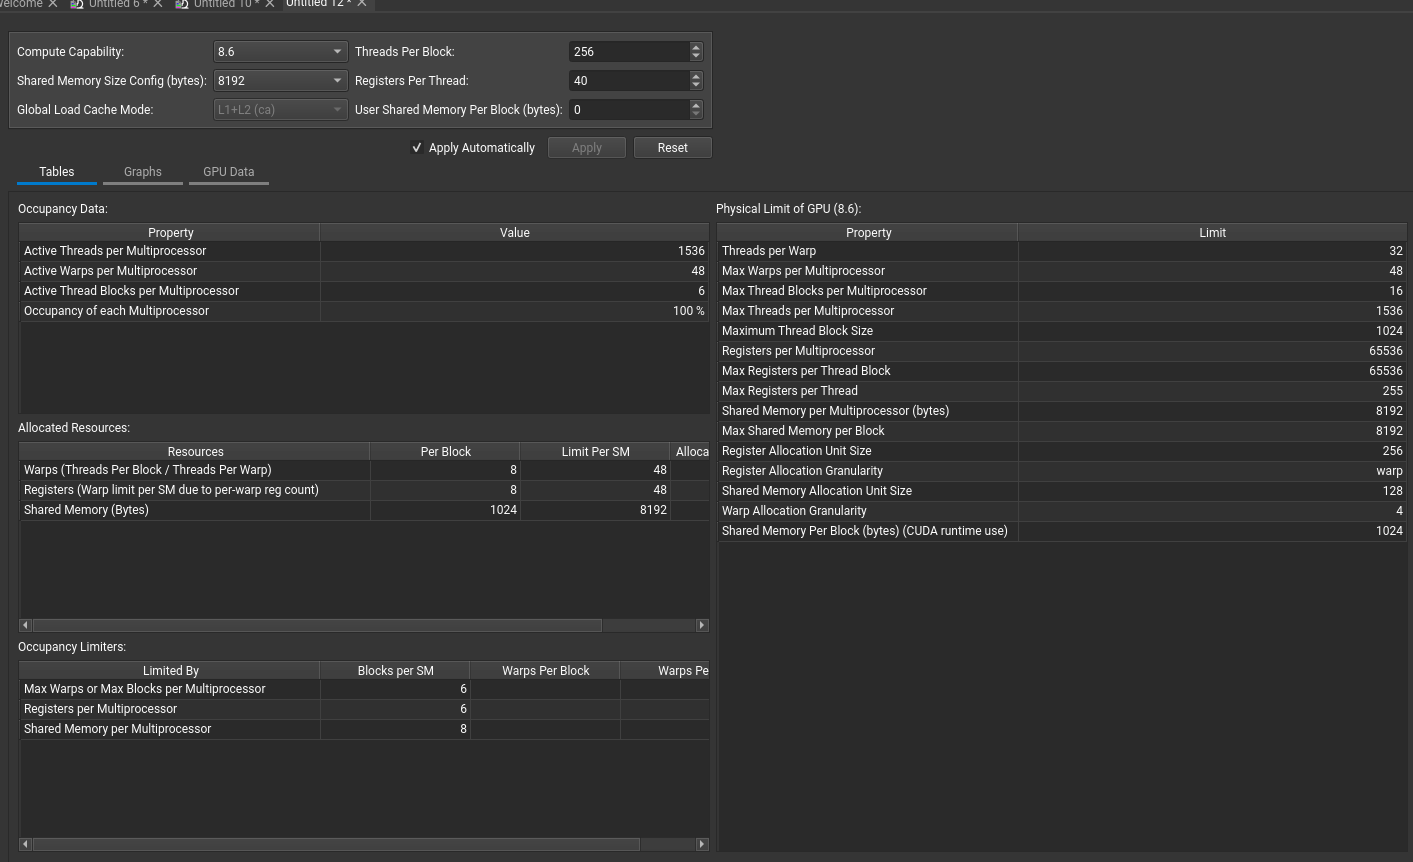 Welcome Untitled 6 * Untitled 10 * Untitled 12 *
Compute Capability: 8.6 Threads Per Block: 256
Shared Memory Size Config (bytes): 8192 Registers Per Thread: 40
Global Load Cache Mode: L1+L2 (ca) User Shared Memory Per Block (bytes): 0
Apply Automatically Apply Reset
Tables Graphs GPU Data
Occupancy Data:
Property Value
Active Threads per Multiprocessor 1536
Active Warps per Multiprocessor 48
Active Thread Blocks per Multiprocessor 6
Occupancy of each Multiprocessor 100 %
Allocated Resources:
Resources Per Block Limit Per SM Alloca
Warps (Threads Per Block / Threads Per Warp) 8 48
Registers (Warp limit per SM due to per-warp reg count) 8 48
Shared Memory (Bytes) 1024 8192
Occupancy Limiters:
Limited By Blocks per SM Warps Per Block Warps Pe
Max Warps or Max Blocks per Multiprocessor 6
Registers per Multiprocessor 6
Shared Memory per Multiprocessor 8
Physical Limit of GPU (8.6):
Property Limit
Threads per Warp 32
Max Warps per Multiprocessor 48
Max Thread Blocks per Multiprocessor 16
Max Threads per Multiprocessor 1536
Maximum Thread Block Size 1024
Registers per Multiprocessor 65536
Max Registers per Thread Block 65536
Max Registers per Thread 255
Shared Memory per Multiprocessor (bytes) 8192
Max Shared Memory per Block 8192
Register Allocation Unit Size 256
Register Allocation Granularity warp
Shared Memory Allocation Unit Size 128
Warp Allocation Granularity 4
Shared Memory Per Block (bytes) (CUDA runtime use) 1024